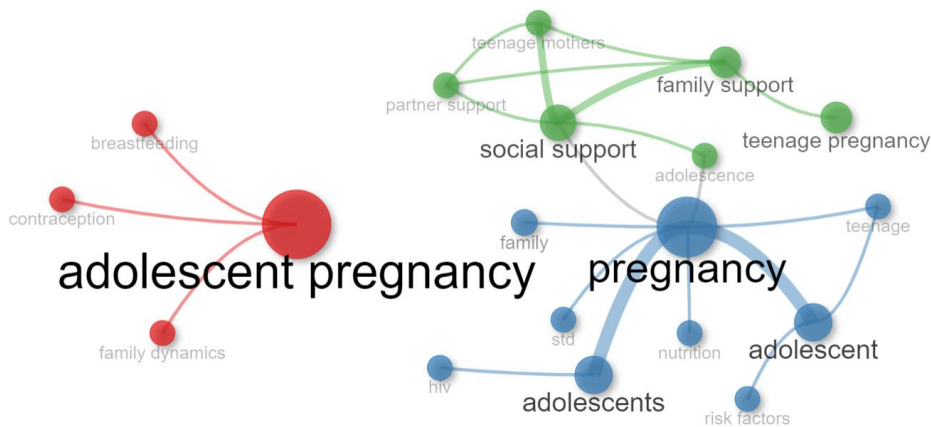 teenage mothers
family support
partner support
social support
teenage pregnancy
adolescence
breastfeeding
contraception
adolescent pregnancy
family dynamics
family
pregnancy
teenage
std
nutrition
adolescent
hiv
adolescents
risk factors